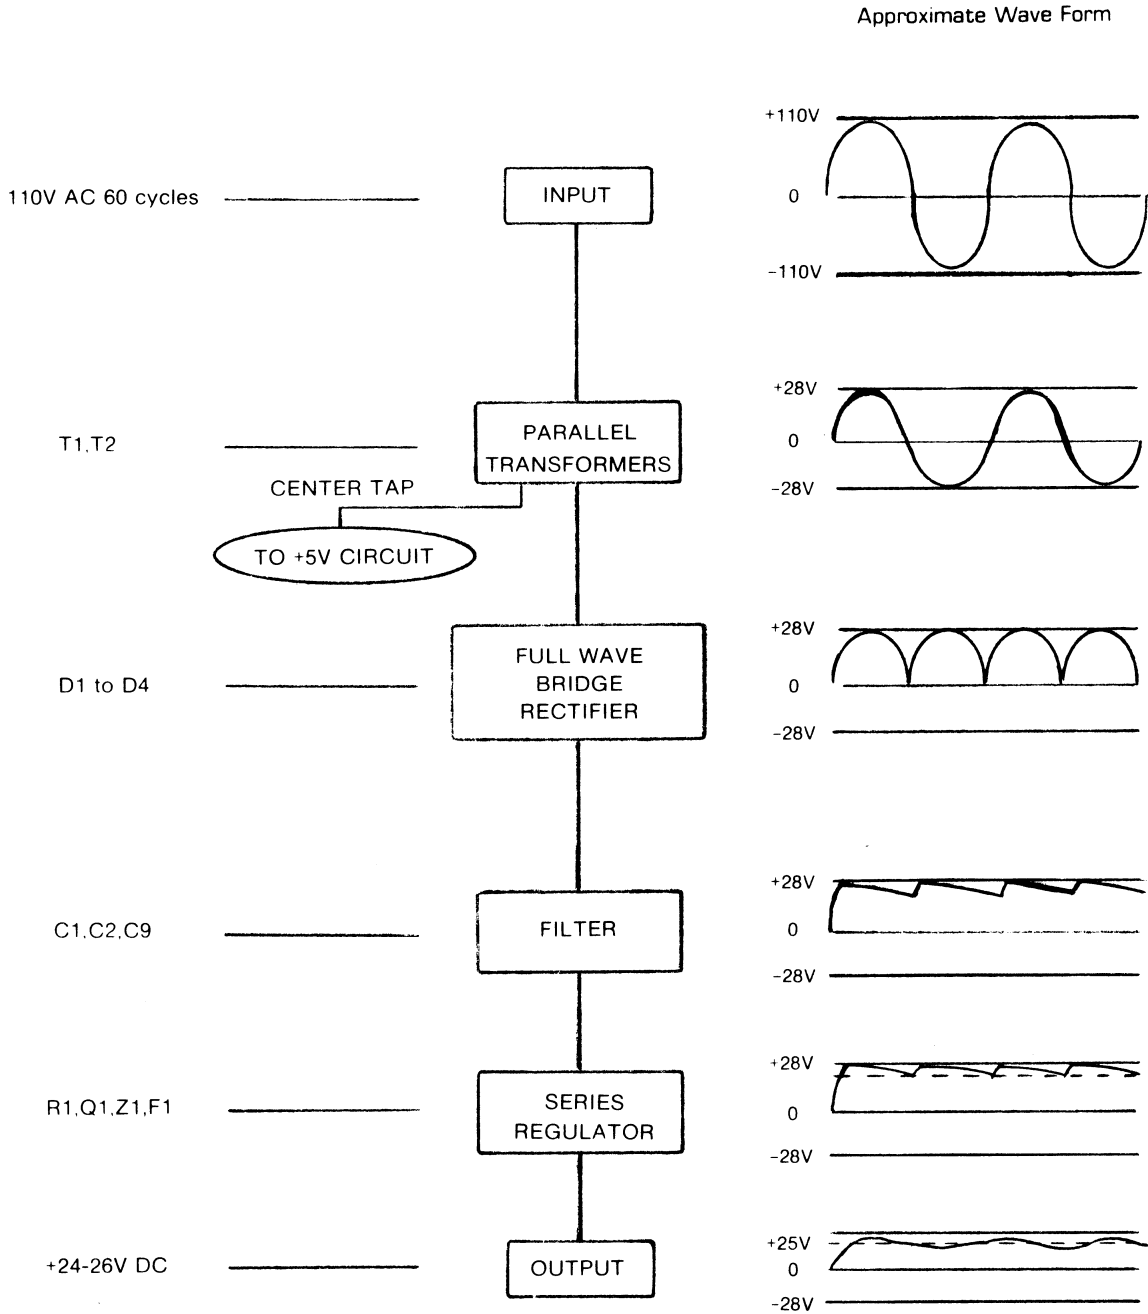 Approximate Wave Form
110V AC 60 cycles
INPUT
+110V
0
−110V
T1,T2
PARALLEL
TRANSFORMERS
CENTER TAP
TO +5V CIRCUIT
+28V
0
−28V
D1 to D4
FULL WAVE
BRIDGE
RECTIFIER
+28V
0
−28V
C1,C2,C9
FILTER
+28V
0
−28V
R1,Q1,Z1,F1
SERIES
REGULATOR
+28V
0
−28V
+24-26V DC
OUTPUT
+25V
0
−28V